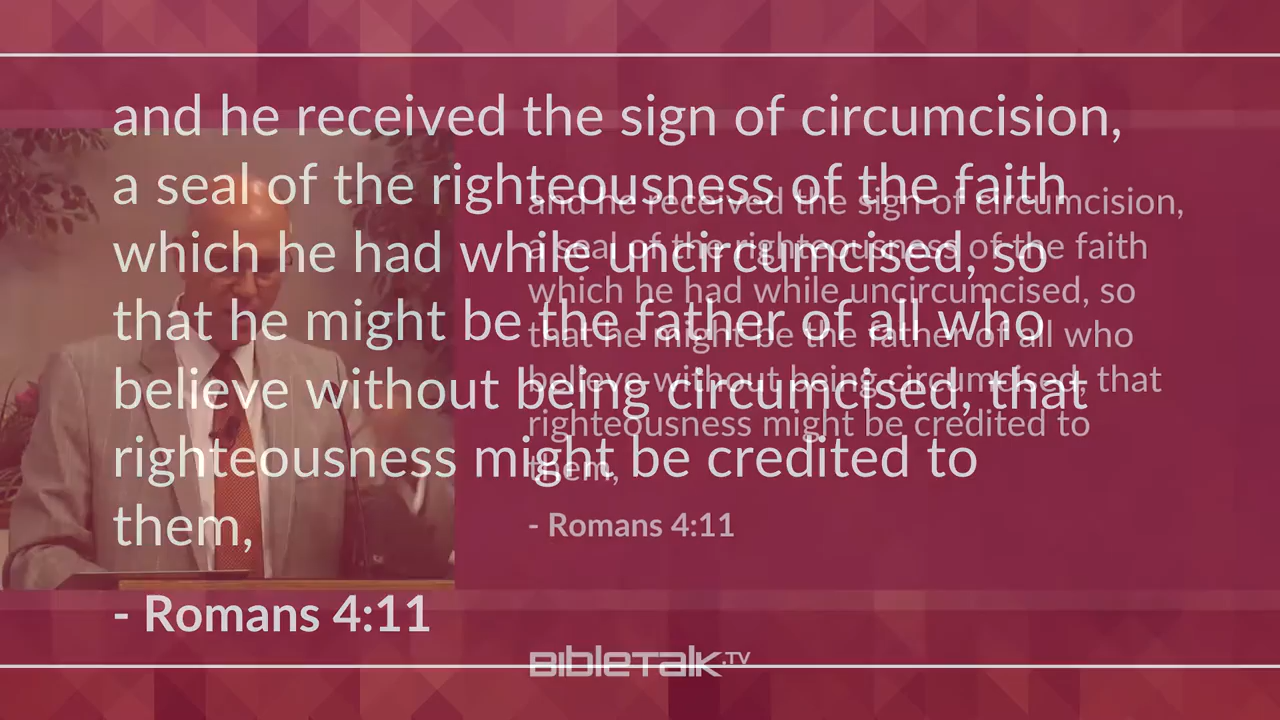 and he received the sign of circumcision,
a seal of the righteousness of the faith
which he had while uncircumcised, so
that he might be the father of all who
believe without being circumcised, that
righteousness might be credited to
them,
- Romans 4:11
and he received the sign of circumcision,
a seal of the righteousness of the faith
which he had while uncircumcised, so
that he might be the father of all who
believe without being circumcised, that
righteousness might be credited to
them,
- Romans 4:11
BibleTalk.TV